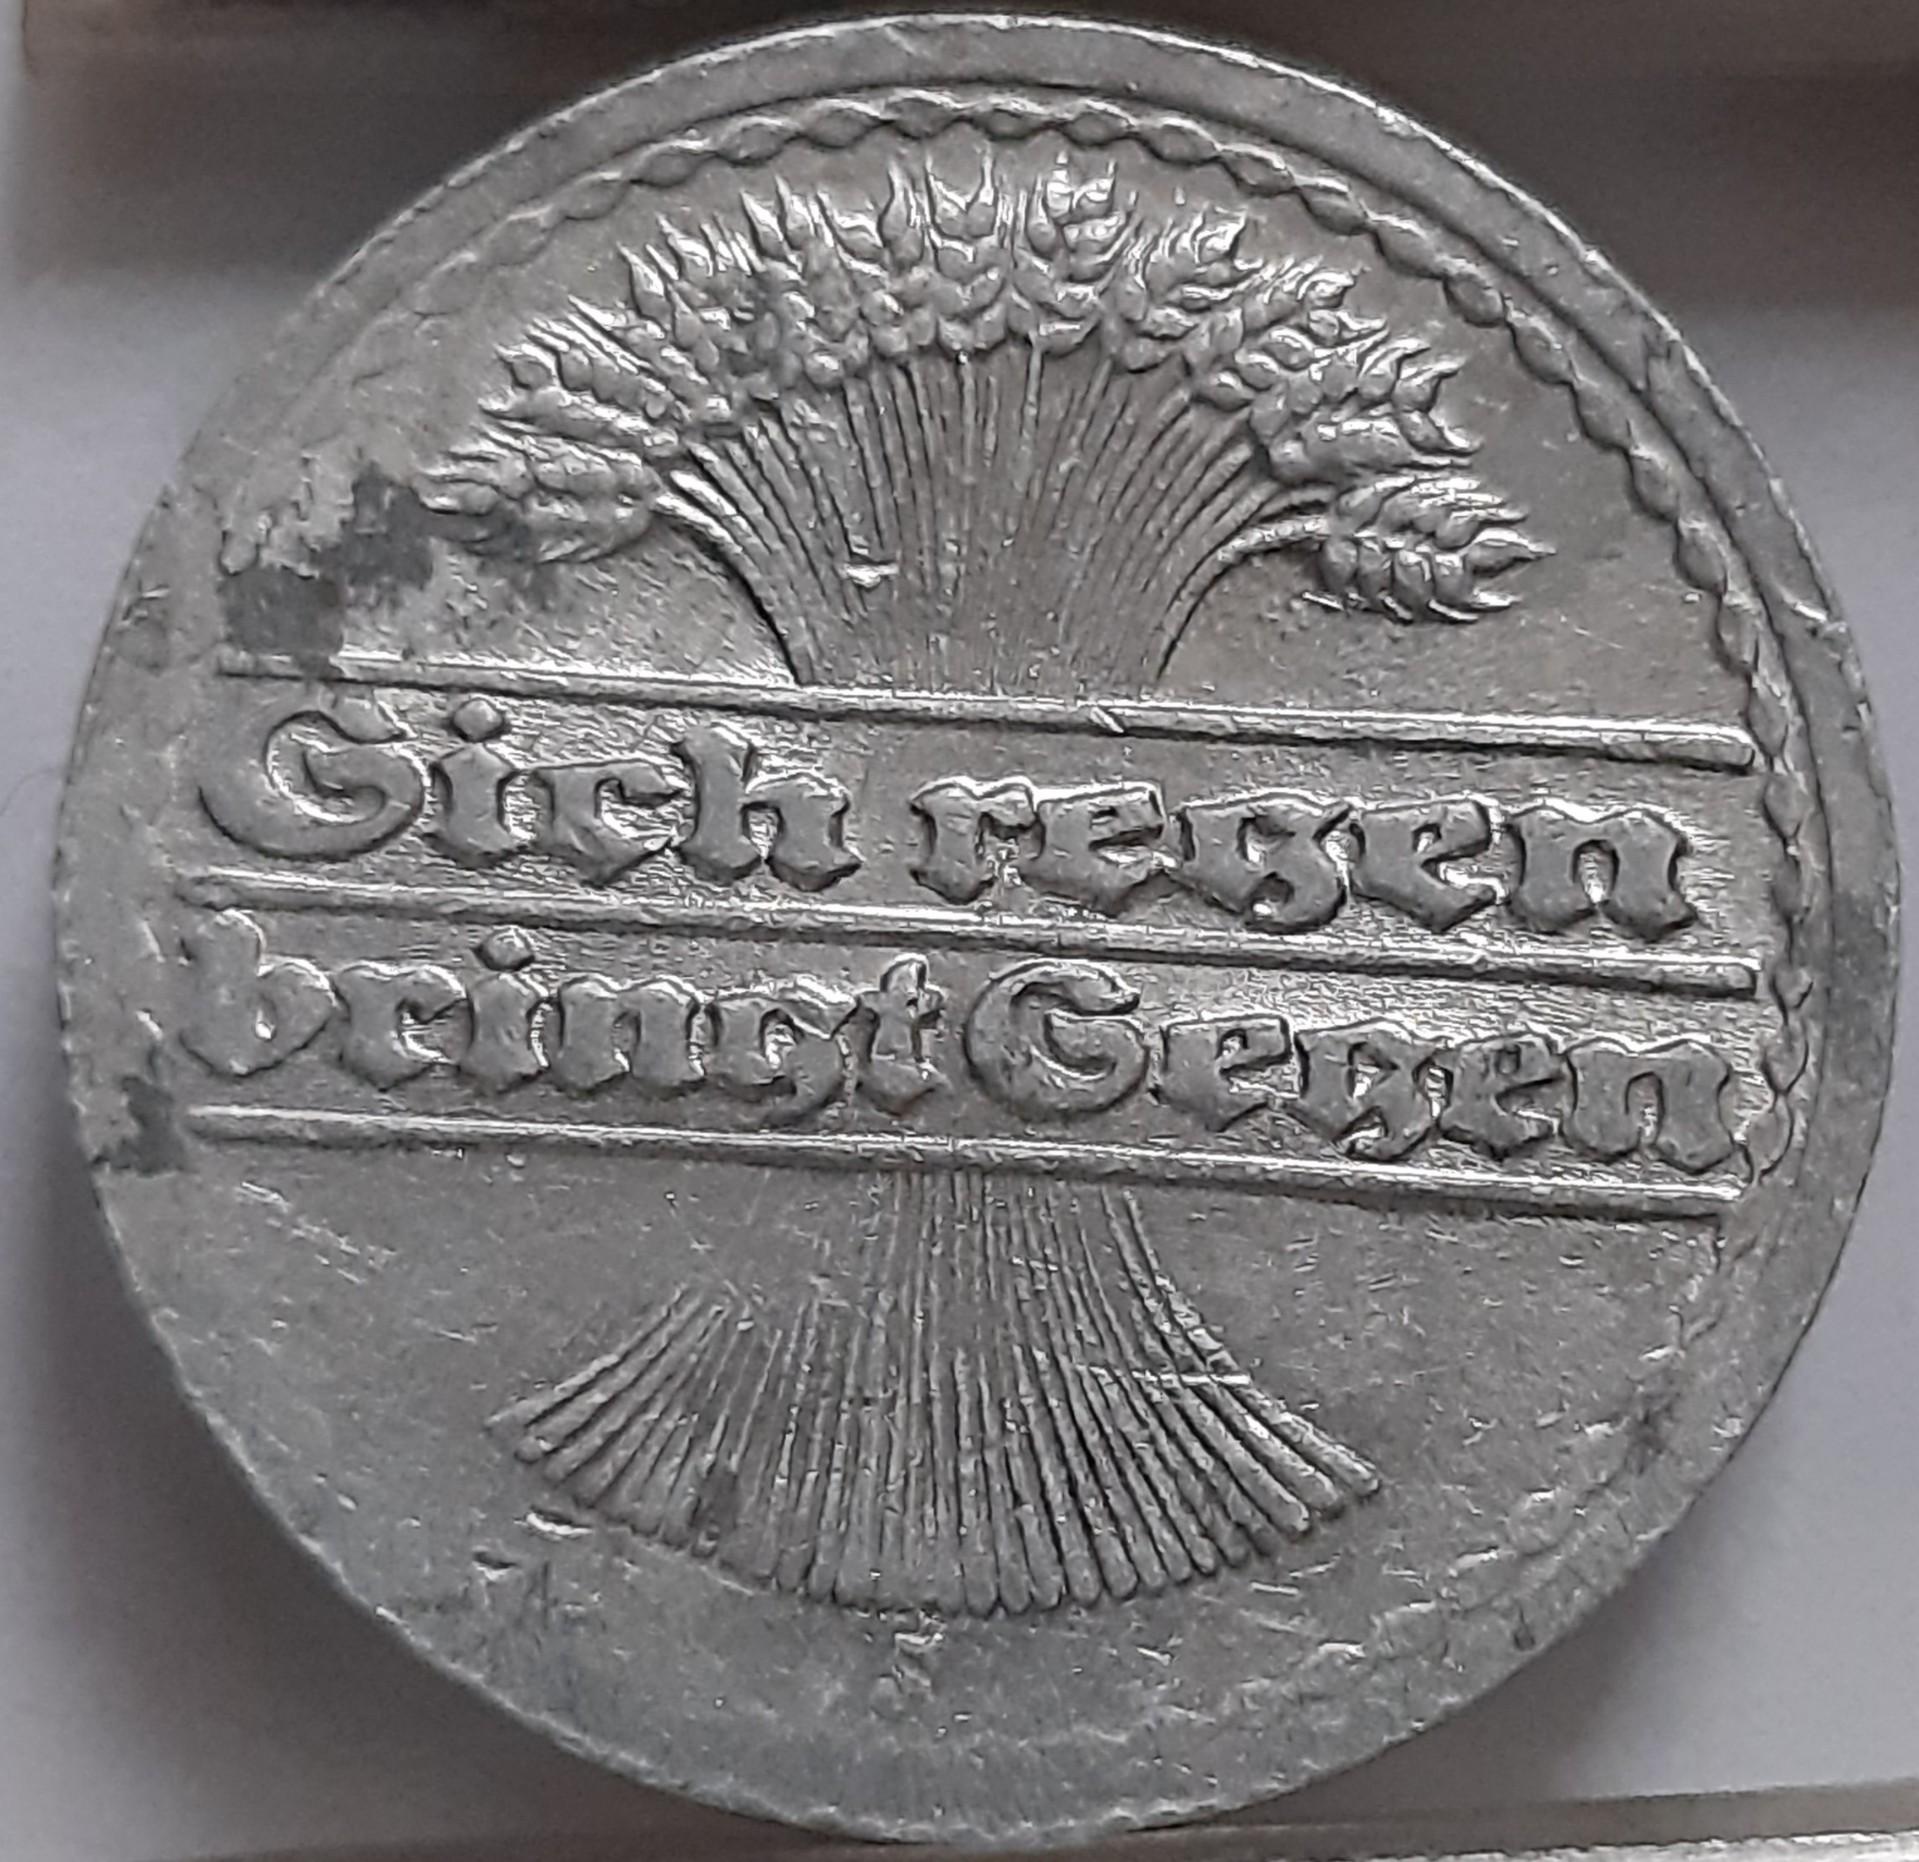 Sich regen
bringt Segen